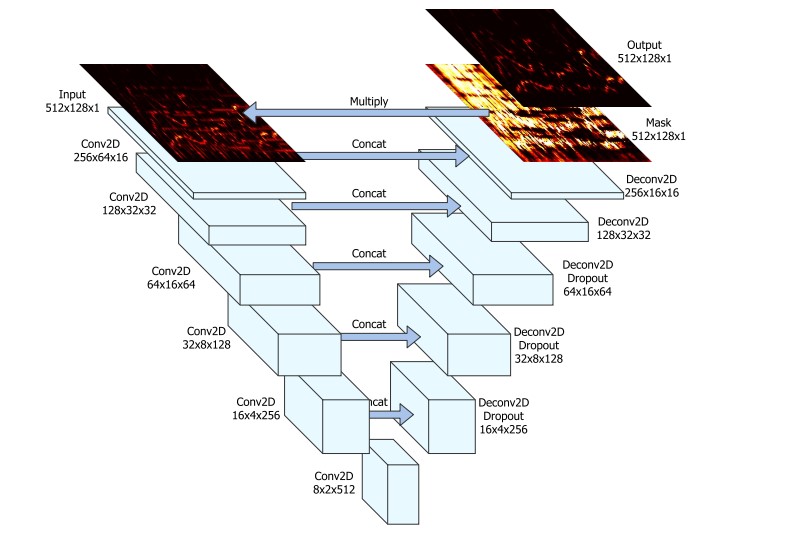 Output
512x128x1
Input
512x128x1
Multiply
Mask
512x128x1
Conv2D
256x64x16
Concat
Deconv2D
256x16x16
Conv2D
128x32x32
Concat
Deconv2D
128x32x32
Conv2D
64x16x64
Concat
Deconv2D
Dropout
64x16x64
Conv2D
32x8x128
Concat
Deconv2D
Dropout
32x8x128
Conv2D
16x4x256
ncat
Deconv2D
Dropout
16x4x256
Conv2D
8x2x512